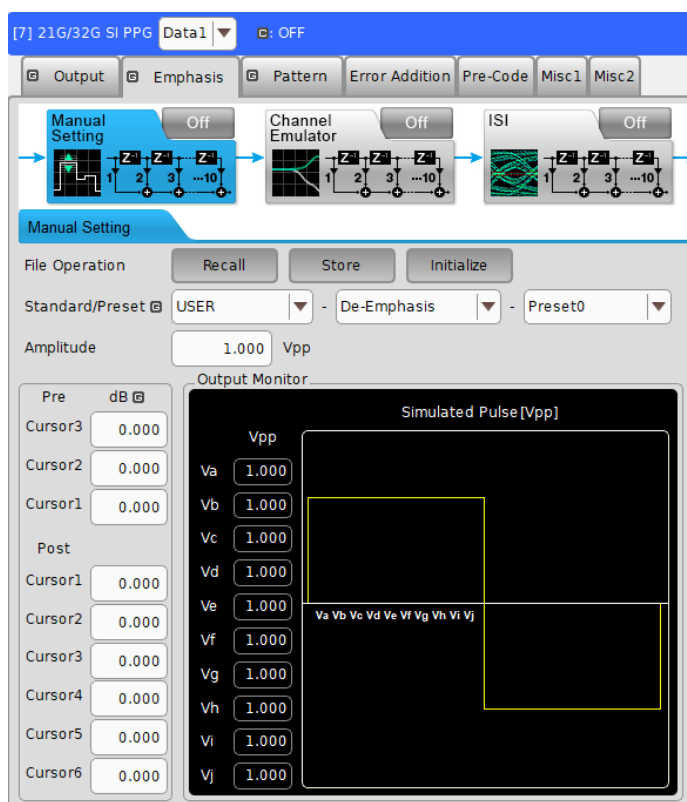 [7] 21G/32G SI PPG Data1 C: OFF
G Output G Emphasis G Pattern Error Addition Pre-Code Misc1 Misc2
Manual Setting Off Channel Emulator Off ISI Off
Z⁻¹ Z⁻¹ Z⁻¹ Z⁻¹ Z⁻¹ Z⁻¹ Z⁻¹ Z⁻¹ Z⁻¹
1 2 3 ...10 1 2 3 ...10 1 2 3 ...10
Manual Setting
File Operation Recall Store Initialize
Standard/Preset G USER - De-Emphasis - Preset0
Amplitude 1.000 Vpp
Output Monitor
Pre dB G
Cursor3 0.000
Cursor2 0.000
Cursor1 0.000
Post
Cursor1 0.000
Cursor2 0.000
Cursor3 0.000
Cursor4 0.000
Cursor5 0.000
Cursor6 0.000
Simulated Pulse[Vpp]
Vpp
Va 1.000
Vb 1.000
Vc 1.000
Vd 1.000
Ve 1.000
Vf 1.000
Vg 1.000
Vh 1.000
Vi 1.000
Vj 1.000
Va Vb Vc Vd Ve Vf Vg Vh Vi Vj